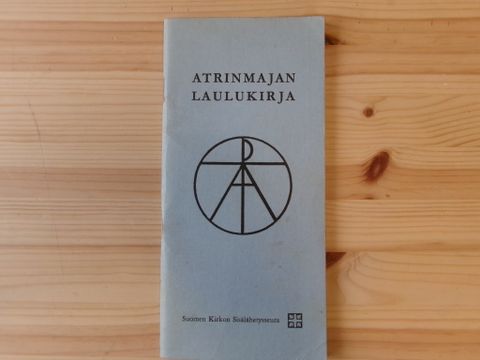 ATRINMAJAN
LAULUKIRJA
Suomen Kirkon Sisälähetysseura